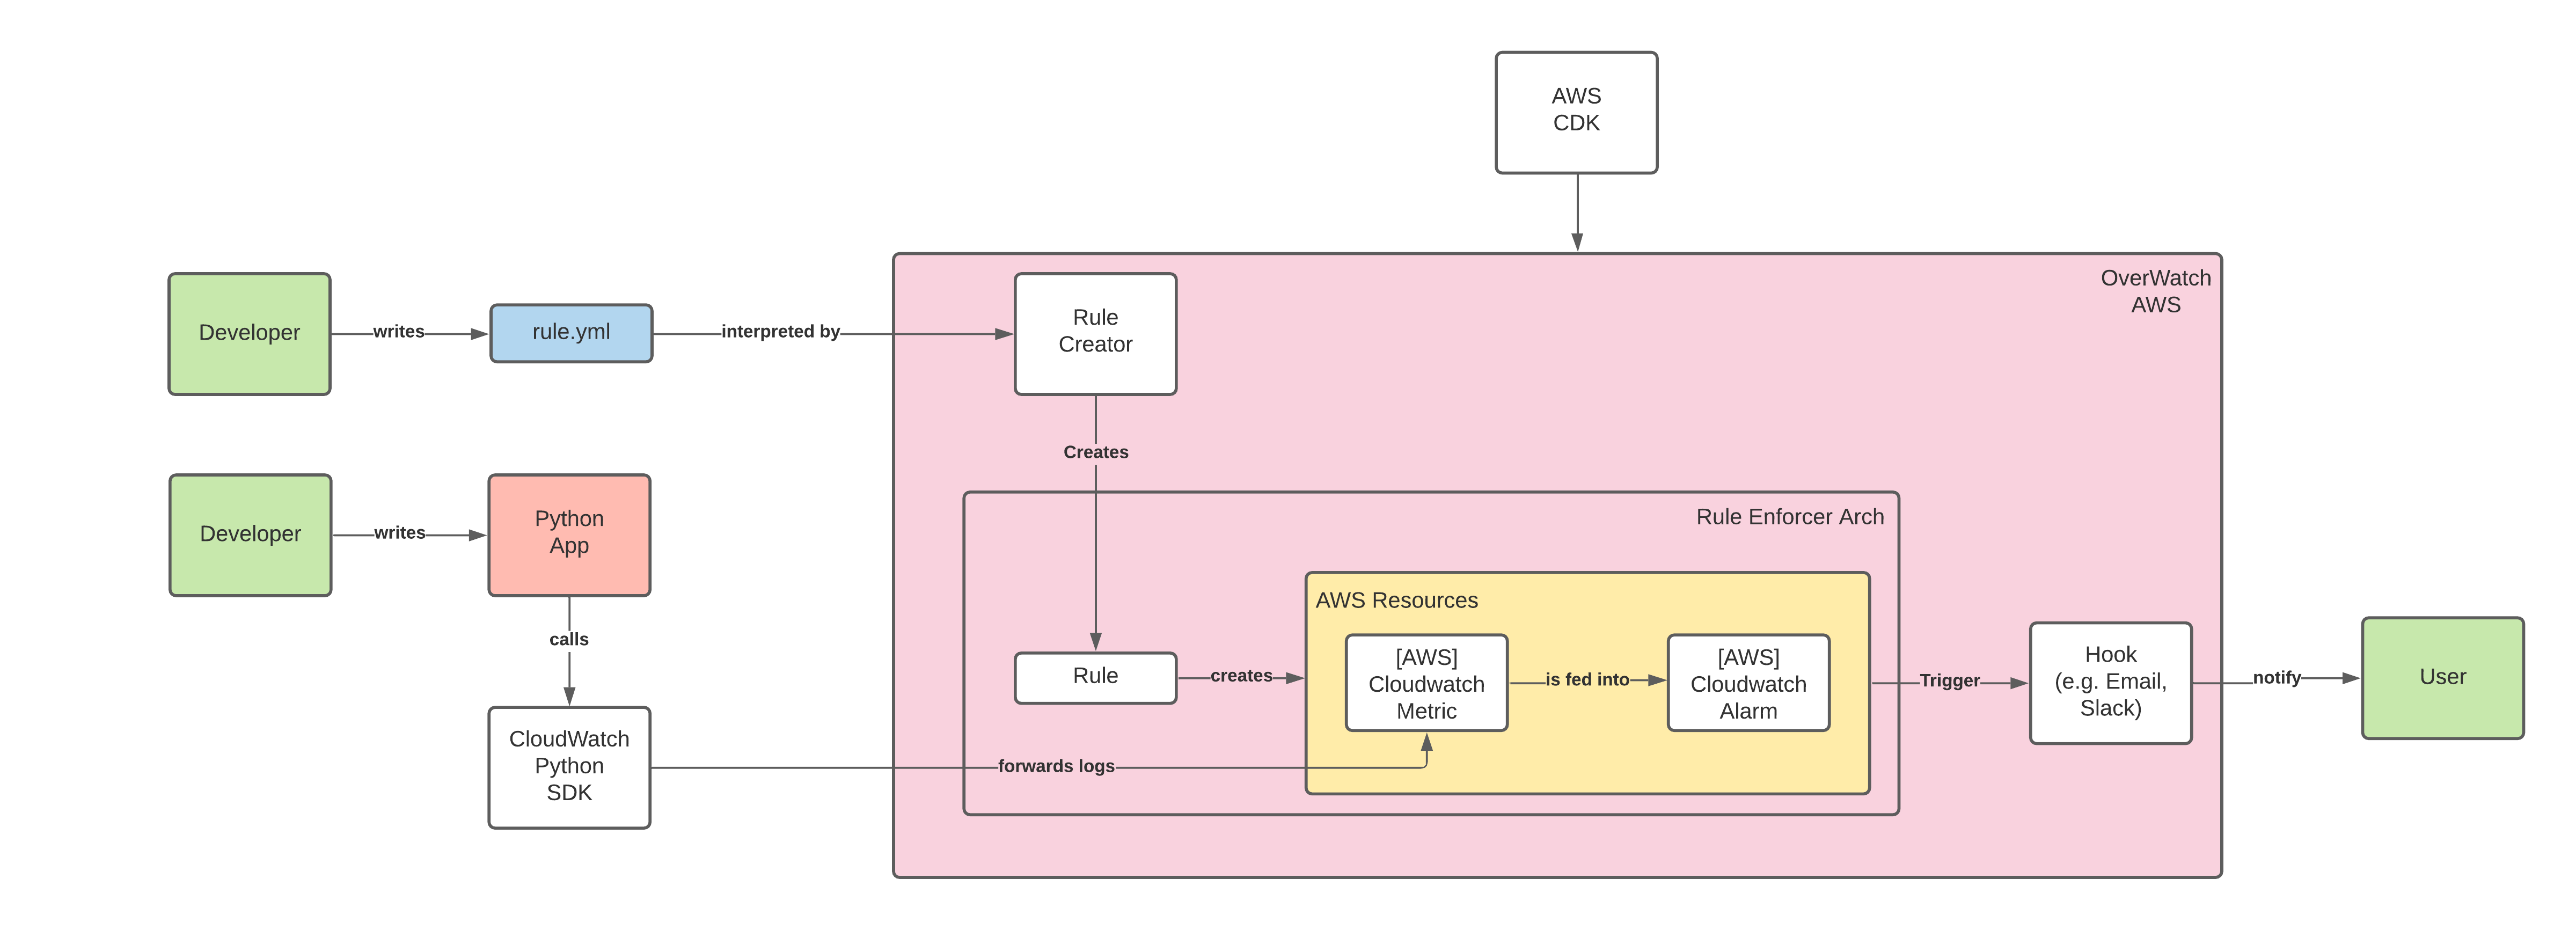 AWS
CDK
OverWatch
AWS
Developer
writes
rule.yml
interpreted by
Rule
Creator
Creates
Developer
writes
Python
App
calls
CloudWatch
Python
SDK
forwards logs
Rule Enforcer Arch
Rule
creates
AWS Resources
[AWS]
Cloudwatch
Metric
is fed into
[AWS]
Cloudwatch
Alarm
Trigger
Hook
(e.g. Email,
Slack)
notify
User